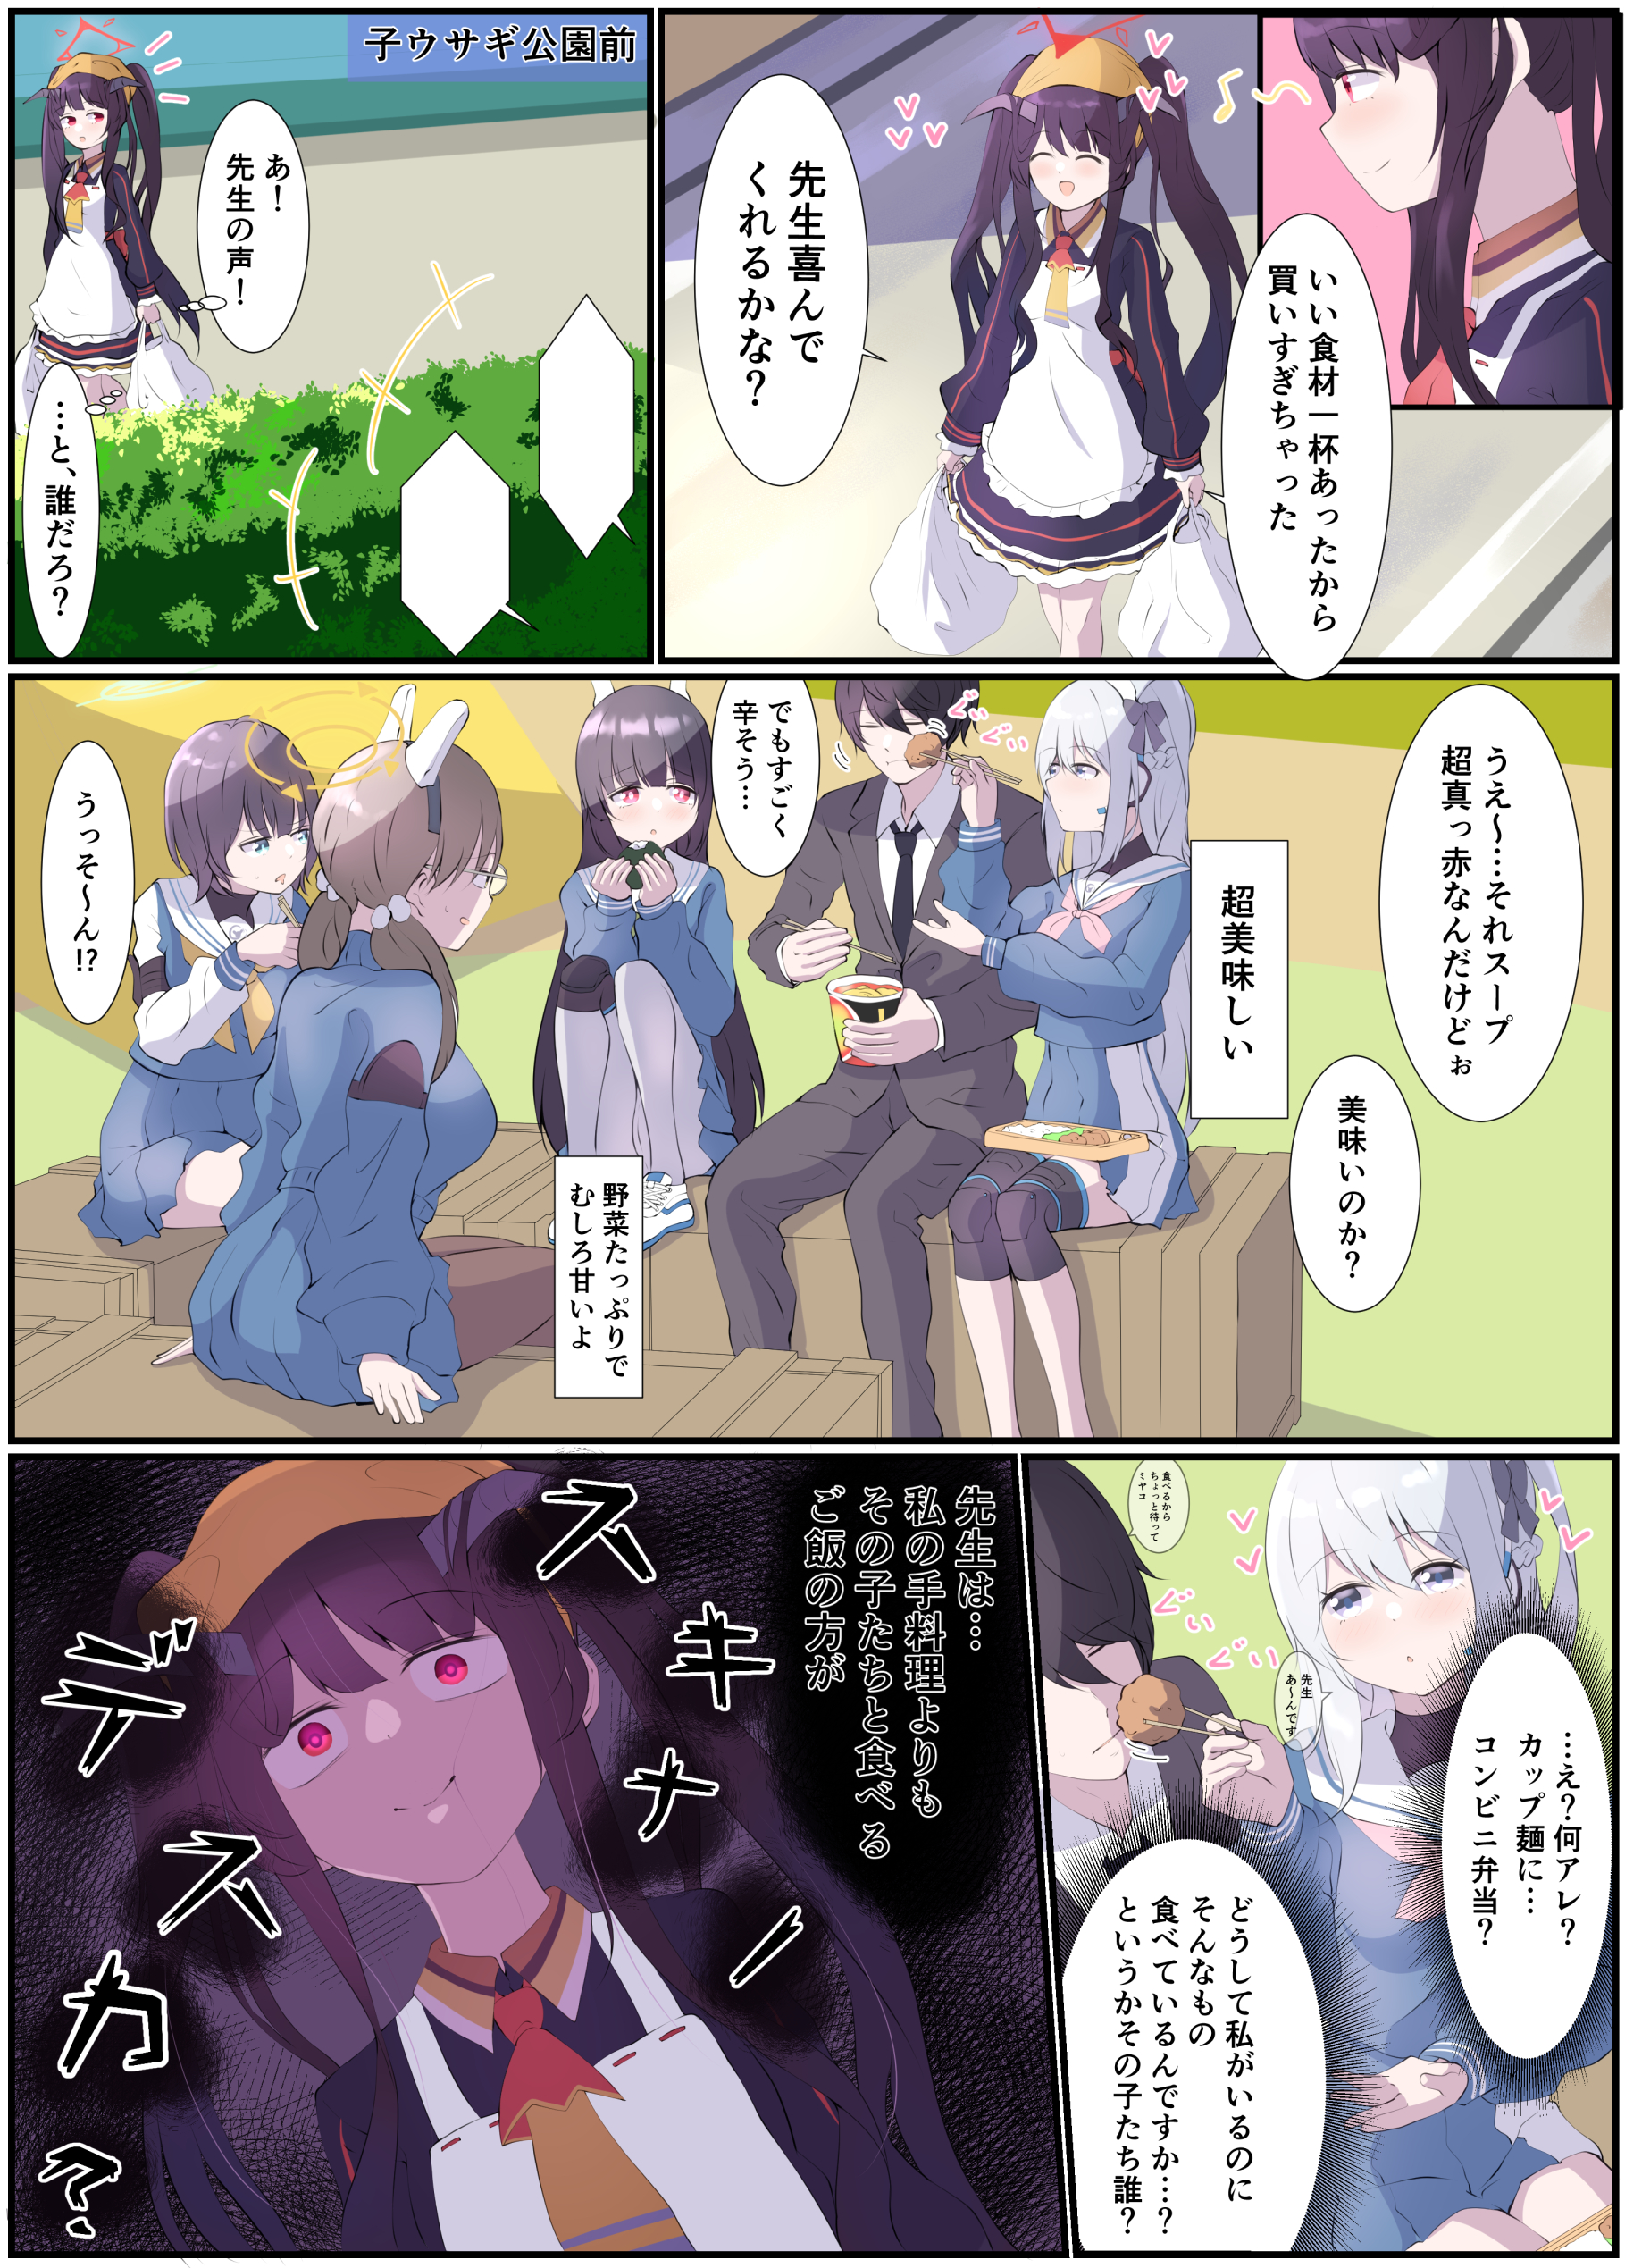 いい食材一杯あったから
買いすぎちゃった
先生喜んで
くれるかな?
子ウサギ公園前
あ!
先生の声!
…と、誰だろ?
うえ〜…それスープ
超真っ赤なんだけどぉ
美味いのか?
超美味しい
でもすごく
辛そう…
野菜たっぷりで
むしろ甘いよ
うっそ〜ん!?
ぐいぐい
食べるから
ちょっと待って
ミヤコ
ぐいぐい
先生
あ〜んです
…え?何アレ?
カップ麺に…
コンビニ弁当?
どうして私がいるのに
そんなもの
食べているんですか…?
というかその子たち誰?
先生は…
私の手料理よりも
その子たちと食べる
ご飯の方が
スキナノ
デスカ?